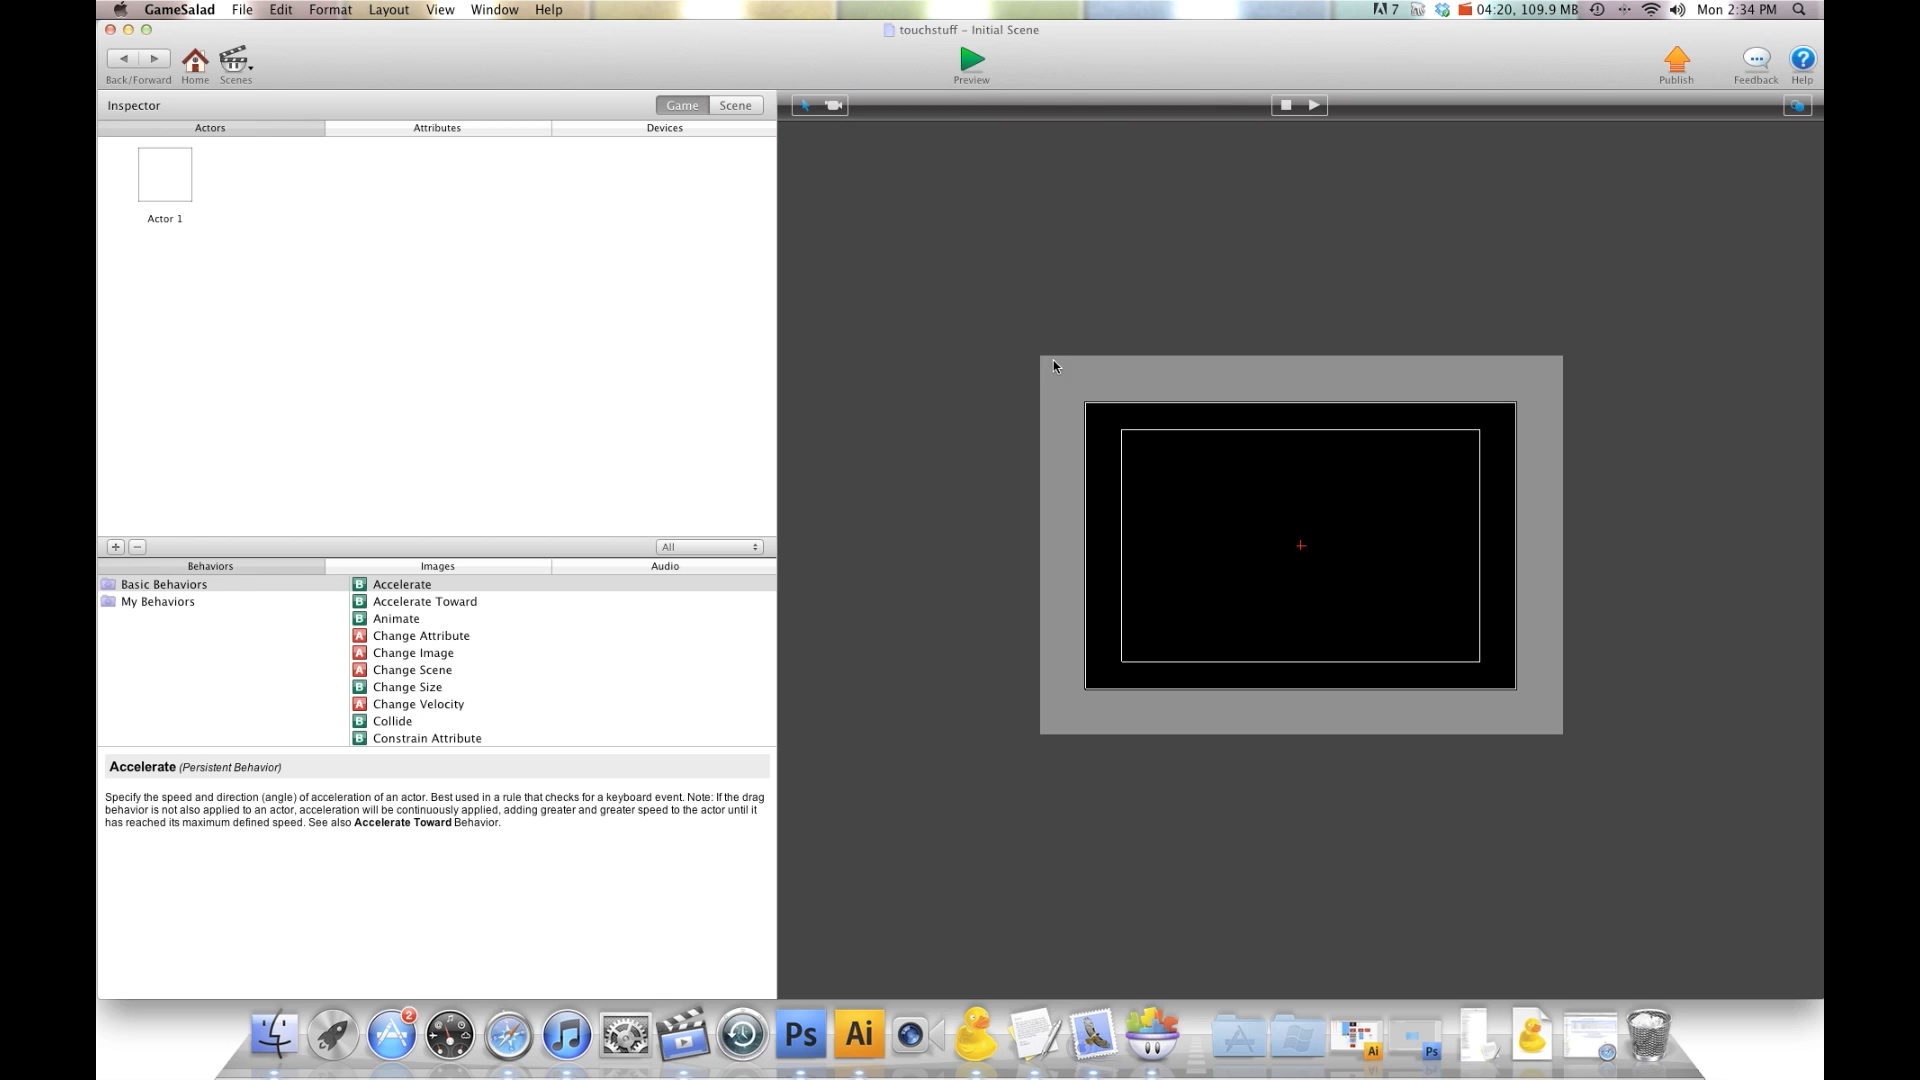 GameSalad File Edit Format Layout View Window Help 7 04:20, 109.9 MB Mon 2:34 PM
touchstuff – Initial Scene
Back/Forward Home Scenes Preview Publish Feedback Help
Inspector Game Scene
Actors Attributes Devices
Actor 1
All
Behaviors Images Audio
Basic Behaviors
My Behaviors
B Accelerate
B Accelerate Toward
B Animate
A Change Attribute
A Change Image
A Change Scene
B Change Size
A Change Velocity
B Collide
B Constrain Attribute
Accelerate (Persistent Behavior)
Specify the speed and direction (angle) of acceleration of an actor. Best used in a rule that checks for a keyboard event. Note: If the drag
behavior is not also applied to an actor, acceleration will be continuously applied, adding greater and greater speed to the actor until it
has reached its maximum defined speed. See also Accelerate Toward Behavior.
2 Ps Ai Ai Ps